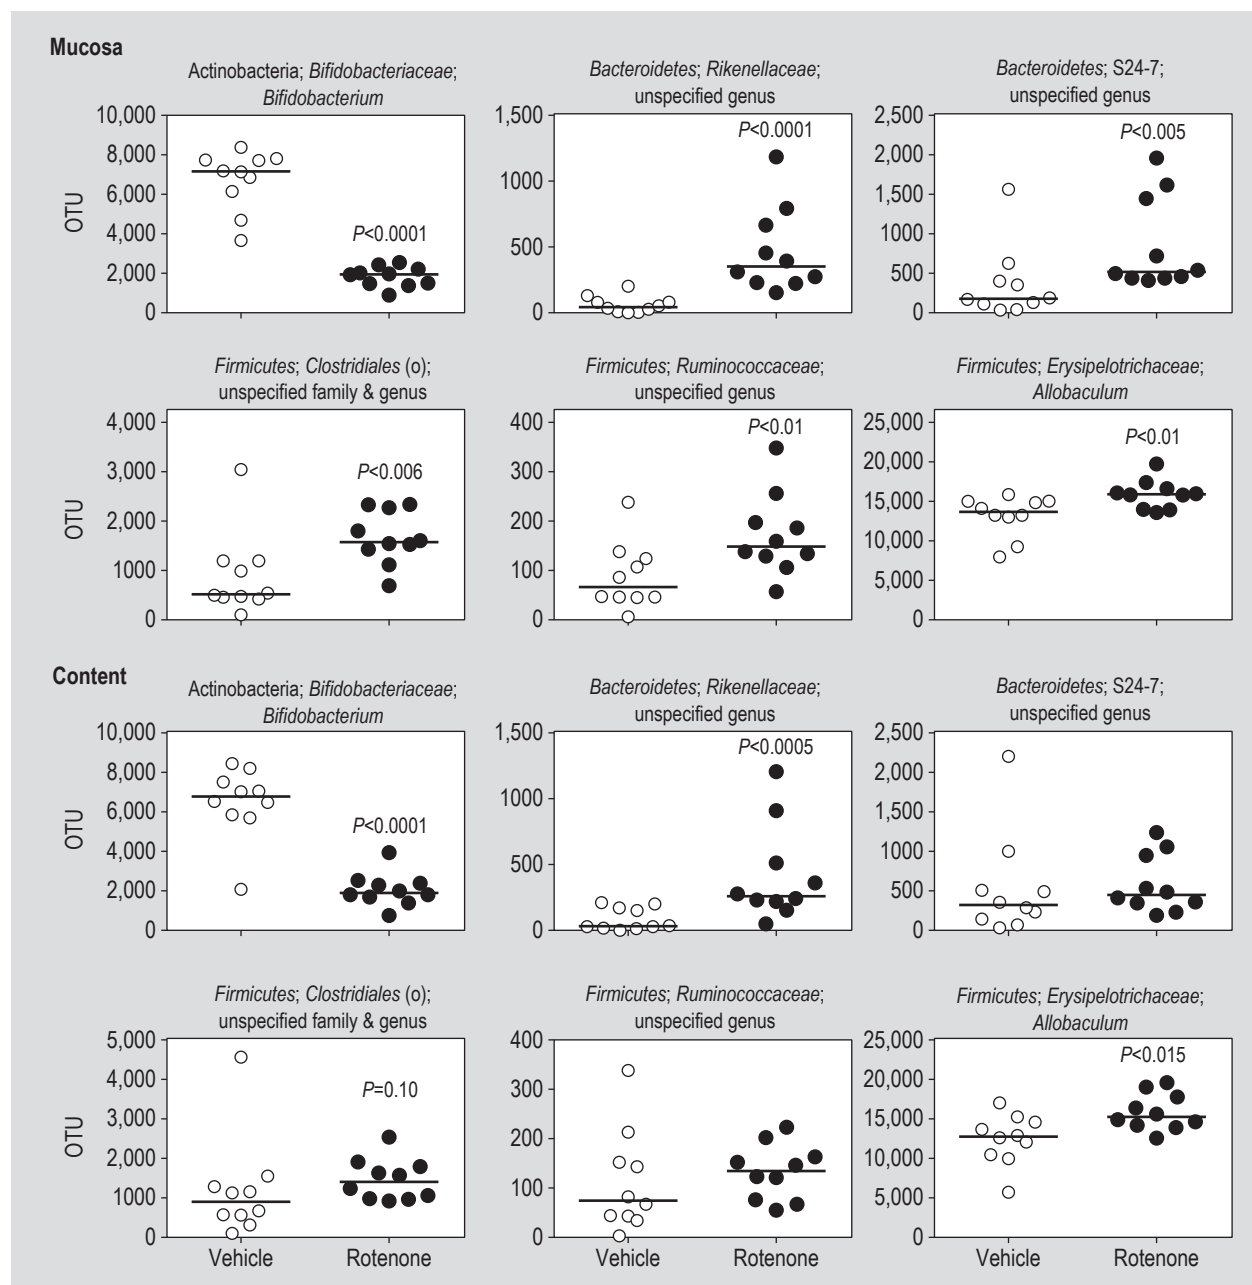 Mucosa
Actinobacteria; Bifidobacteriaceae;
Bifidobacterium
OTU
10,000
8,000
6,000
4,000
2,000
0
P<0.0001
Bacteroidetes; Rikenellaceae;
unspecified genus
1,500
1000
500
0
P<0.0001
Bacteroidetes; S24-7;
unspecified genus
2,500
2,000
1,500
1000
500
0
P<0.005
Firmicutes; Clostridiales (o);
unspecified family & genus
OTU
4,000
3,000
2,000
1000
0
P<0.006
Firmicutes; Ruminococcaceae;
unspecified genus
400
300
200
100
0
P<0.01
Firmicutes; Erysipelotrichaceae;
Allobaculum
25,000
20,000
15,000
10,000
5,000
0
P<0.01
Content
Actinobacteria; Bifidobacteriaceae;
Bifidobacterium
OTU
10,000
8,000
6,000
4,000
2,000
0
P<0.0001
Bacteroidetes; Rikenellaceae;
unspecified genus
1,500
1000
500
0
P<0.0005
Bacteroidetes; S24-7;
unspecified genus
2,500
2,000
1,500
1000
500
0
Firmicutes; Clostridiales (o);
unspecified family & genus
OTU
5,000
4,000
3,000
2,000
1000
0
P=0.10
Vehicle
Rotenone
Firmicutes; Ruminococcaceae;
unspecified genus
400
300
200
100
0
Vehicle
Rotenone
Firmicutes; Erysipelotrichaceae;
Allobaculum
25,000
20,000
15,000
10,000
5,000
0
P<0.015
Vehicle
Rotenone